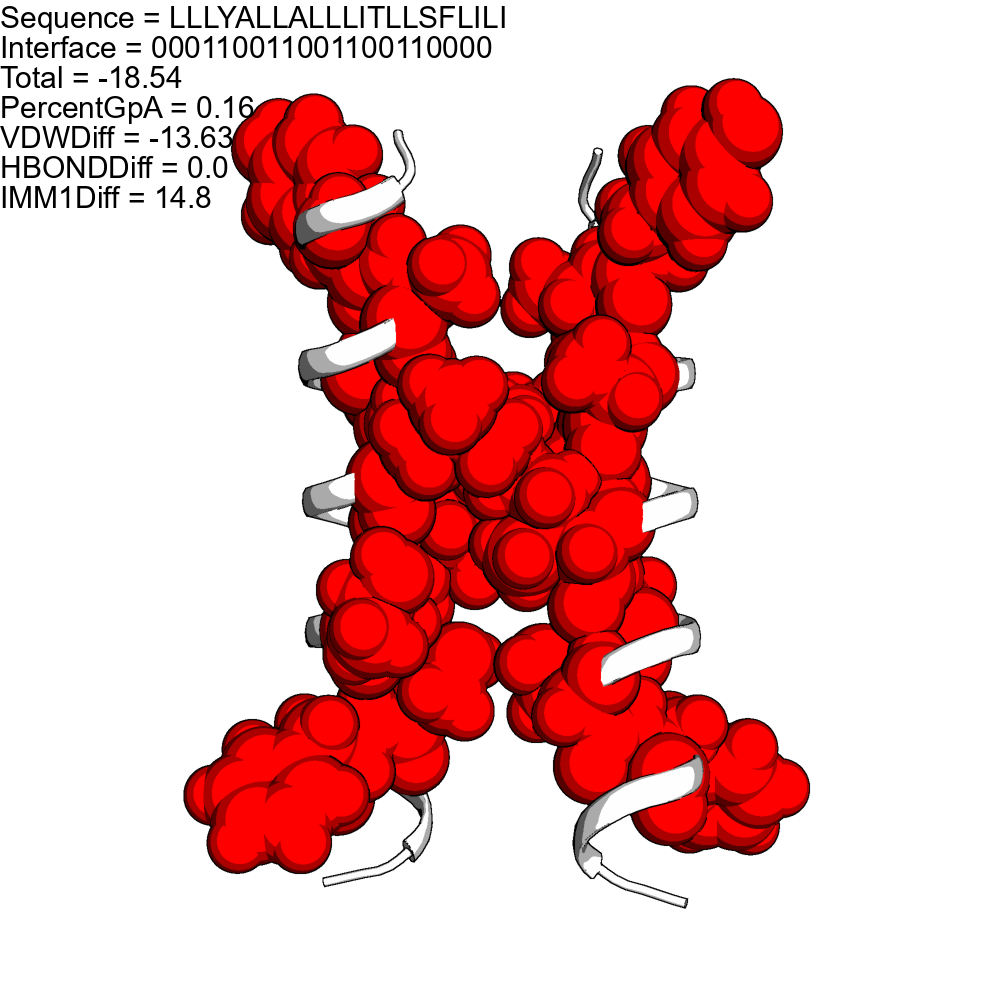 Sequence = LLLYALLALLLITLLSFLILI
Interface = 000110011001100110000
Total = -18.54
PercentGpA = 0.16
VDWDiff = -13.63
HBONDDiff = 0.0
IMM1Diff = 14.8